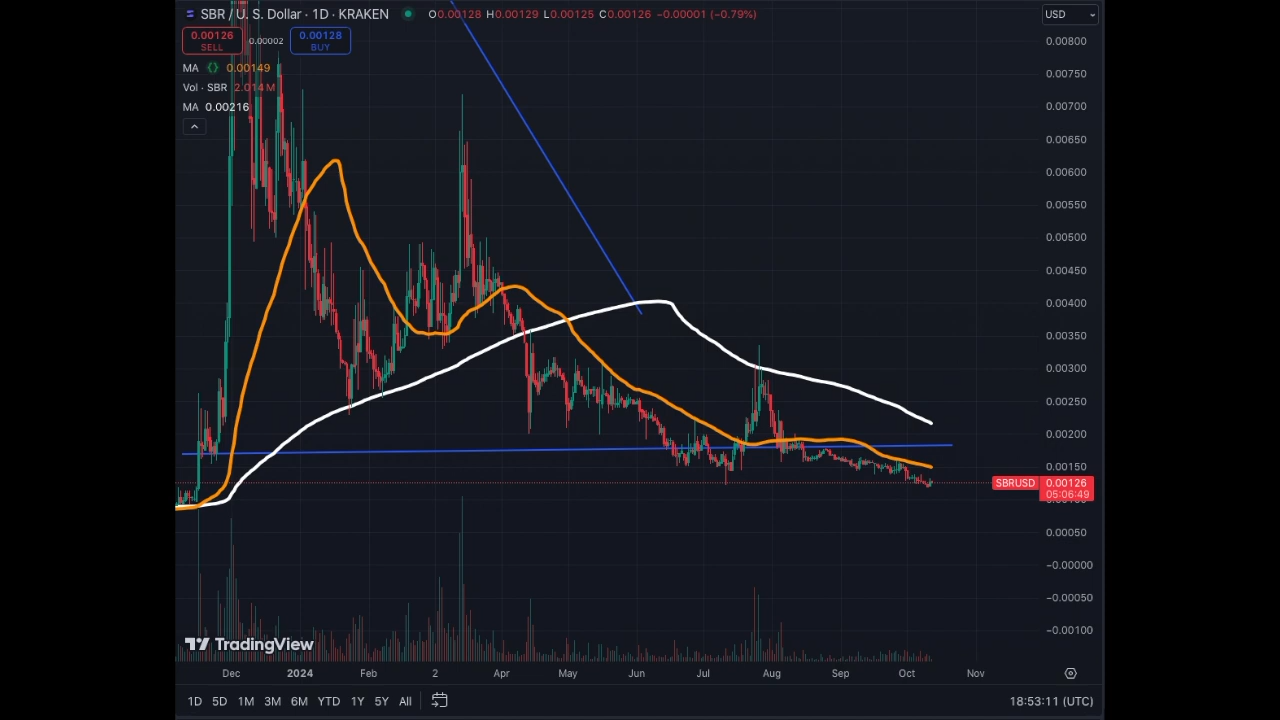 SBR / U. S. Dollar · 1D · KRAKEN O0.00128 H0.00129 L0.00125 C0.00126 −0.00001 (−0.79%) USD
0.00126 0.00002 0.00128
SELL BUY
MA 0.00149
Vol · SBR 2.014 M
MA 0.00216
0.00800
0.00750
0.00700
0.00650
0.00600
0.00550
0.00500
0.00450
0.00400
0.00350
0.00300
0.00250
0.00200
0.00150
SBRUSD 0.00126
05:06:49
0.00050
−0.00000
−0.00050
−0.00100
TradingView
Dec 2024 Feb 2 Apr May Jun Jul Aug Sep Oct Nov
1D 5D 1M 3M 6M YTD 1Y 5Y All 18:53:11 (UTC)